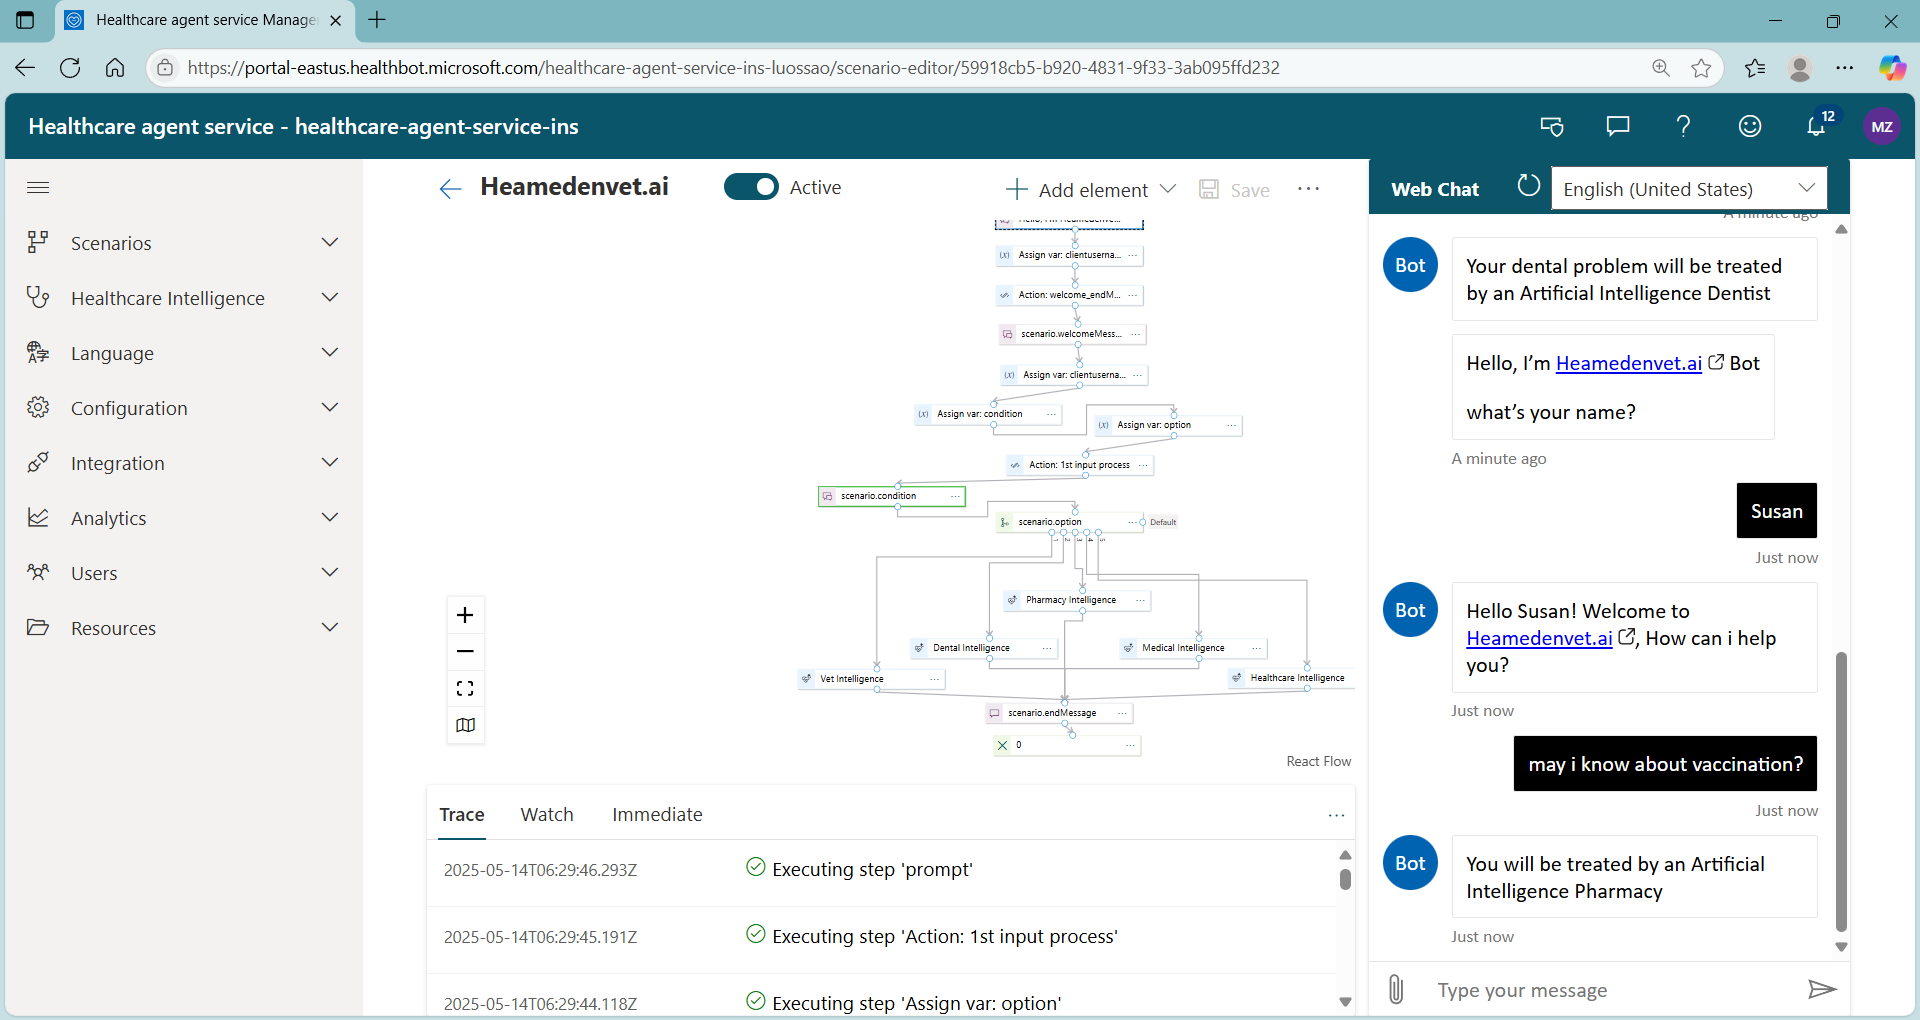 Healthcare agent service Manage
https://portal-eastus.healthbot.microsoft.com/healthcare-agent-service-ins-luossao/scenario-editor/59918cb5-b920-4831-9f33-3ab095ffd232
Healthcare agent service - healthcare-agent-service-ins
12
MZ
Scenarios
Healthcare Intelligence
Language
Configuration
Integration
Analytics
Users
Resources
Heamedenvet.ai
Active
Add element
Save
Hello, I'm Heamedenve...
(x) Assign var: clientuserna...
Action: welcome_endM...
scenario.welcomeMess...
(x) Assign var: clientuserna...
(x) Assign var: condition
(x) Assign var: option
Action: 1st input process
scenario.condition
scenario.option
Default
1 2 3 4 5
Pharmacy Intelligence
Dental Intelligence
Medical Intelligence
Vet Intelligence
Healthcare Intelligence
scenario.endMessage
0
React Flow
Trace
Watch
Immediate
2025-05-14T06:29:46.293Z Executing step 'prompt'
2025-05-14T06:29:45.191Z Executing step 'Action: 1st input process'
2025-05-14T06:29:44.118Z Executing step 'Assign var: option'
Web Chat
English (United States)
A minute ago
Bot
Your dental problem will be treated
by an Artificial Intelligence Dentist
Hello, I’m Heamedenvet.ai Bot
what’s your name?
A minute ago
Susan
Just now
Bot
Hello Susan! Welcome to
Heamedenvet.ai, How can i help
you?
Just now
may i know about vaccination?
Just now
Bot
You will be treated by an Artificial
Intelligence Pharmacy
Just now
Type your message